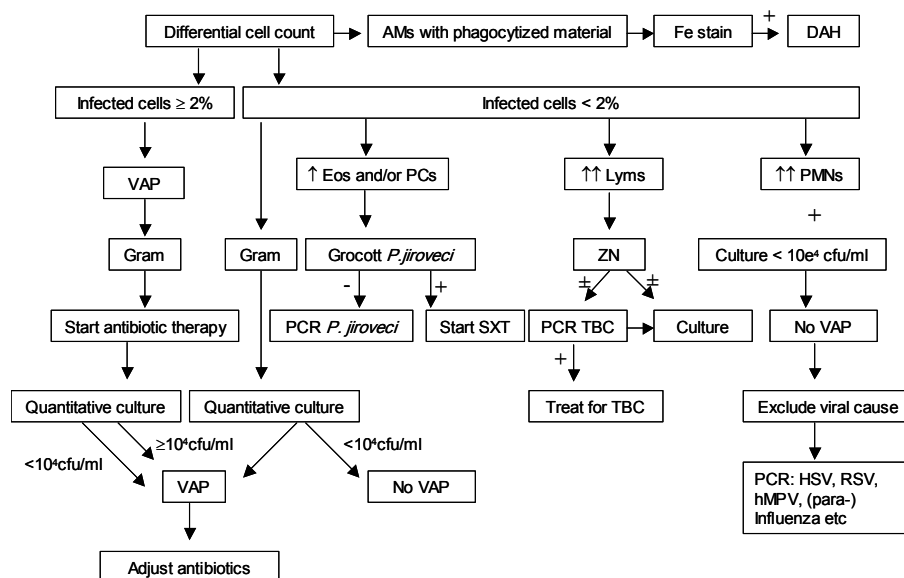 Differential cell count
AMs with phagocytized material
Fe stain
+
DAH
Infected cells ≥ 2%
Infected cells < 2%
VAP
↑ Eos and/or PCs
↑↑ Lyms
↑↑ PMNs
+
Gram
Gram
Grocott P.jiroveci
ZN
Culture < 10e⁴ cfu/ml
-
+
±
±
Start antibiotic therapy
PCR P. jiroveci
Start SXT
PCR TBC
Culture
No VAP
+
Quantitative culture
Quantitative culture
Treat for TBC
Exclude viral cause
<10⁴cfu/ml
≥10⁴cfu/ml
<10⁴cfu/ml
VAP
No VAP
PCR: HSV, RSV,
hMPV, (para-)
Influenza etc
Adjust antibiotics